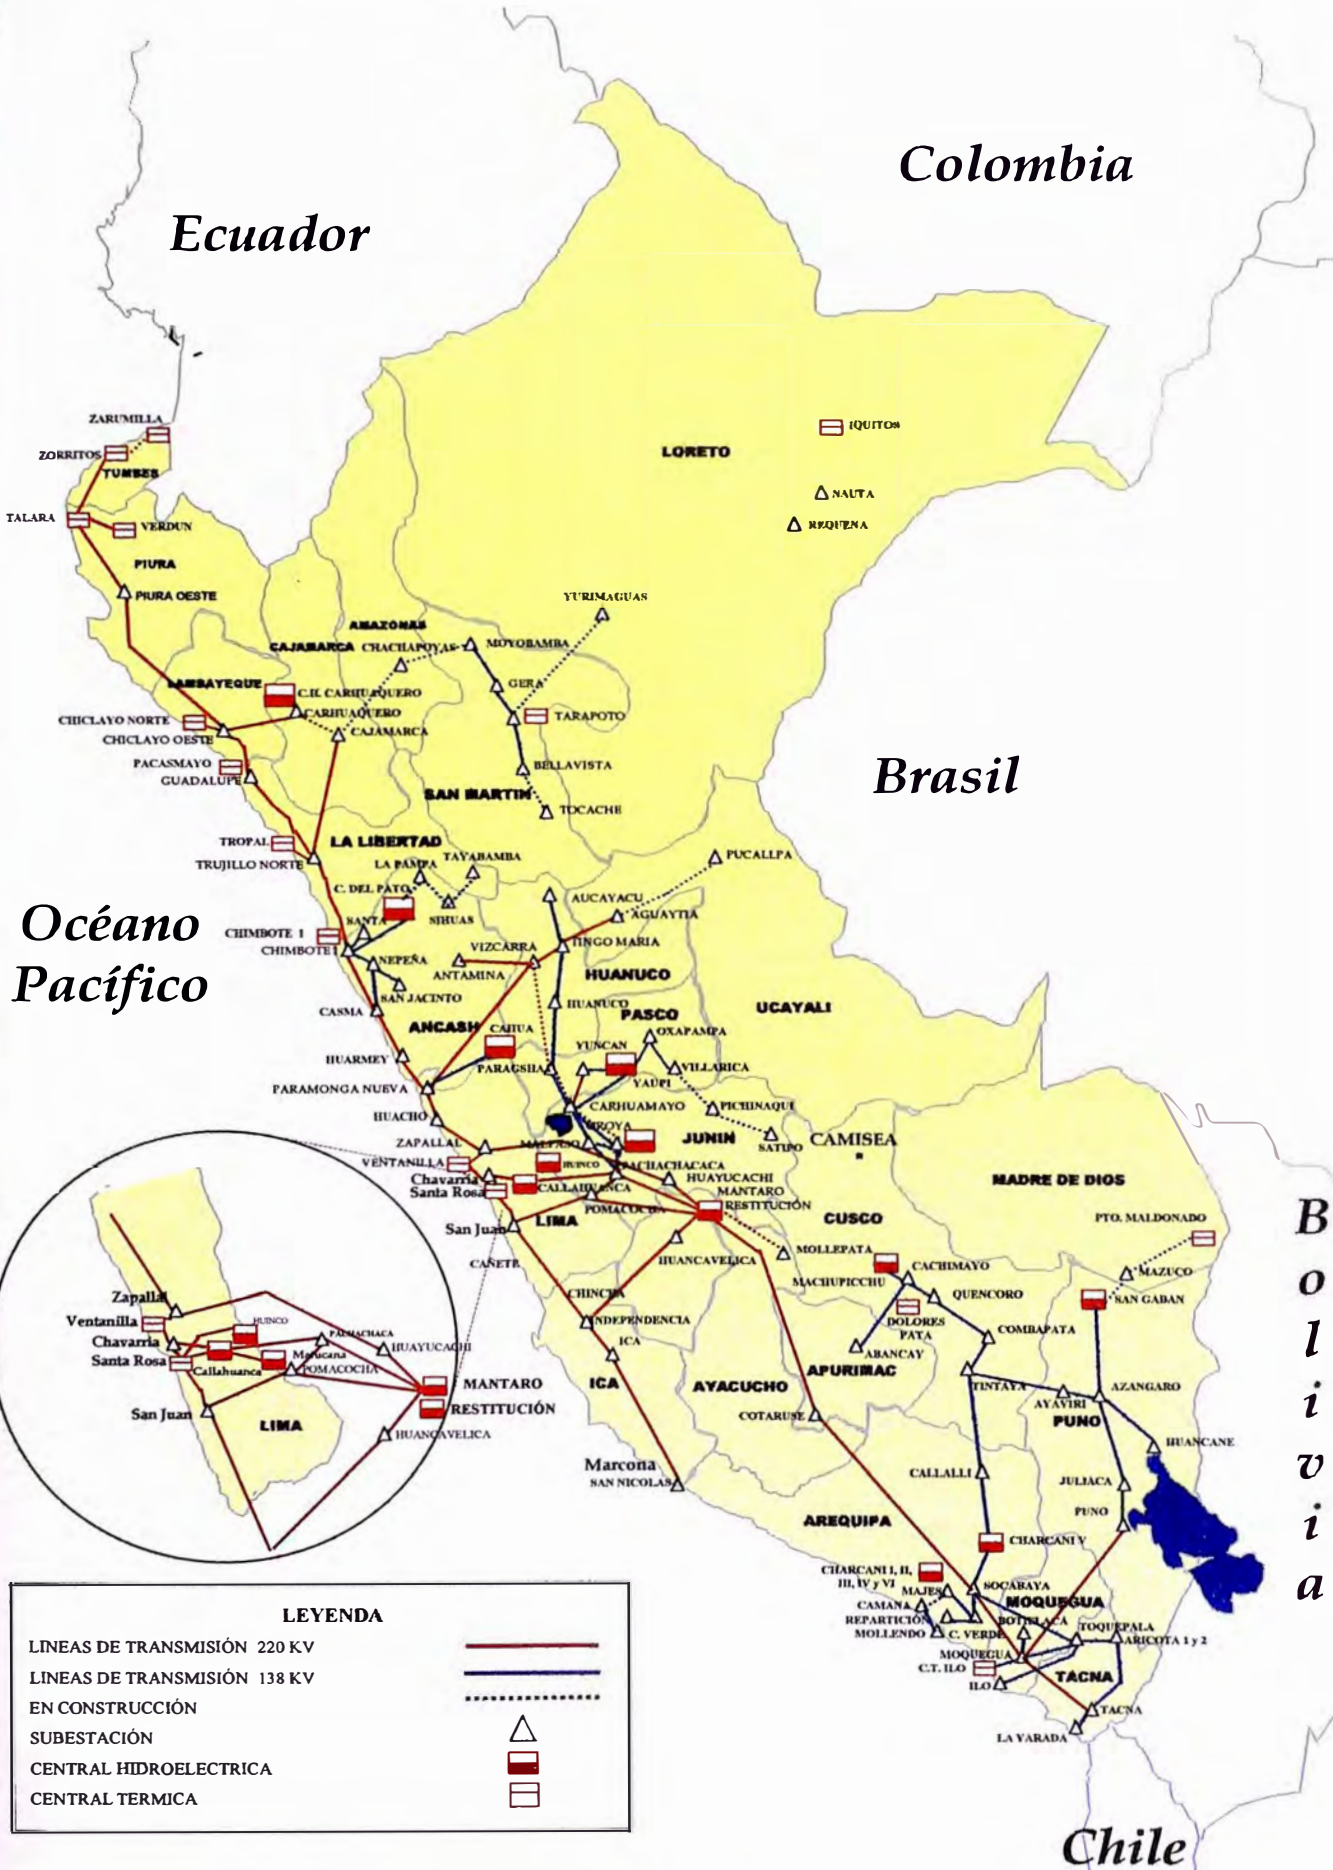 Colombia
Ecuador
ZARUMILLA
ZORRITOS
TUMBES
IQUITOS
LORETO
NAUTA
REQUENA
TALARA
VERDUN
PIURA
PIURA OESTE
YURIMAGUAS
AMAZONAS
CAJAMARCA
CHACHAPOYAS
MOYOBAMBA
GERA
LAMBAYEQUE
C.H. CARHUAQUERO
CARHUAQUERO
TARAPOTO
CHICLAYO NORTE
CHICLAYO OESTE
CAJAMARCA
PACASMAYO
GUADALUPE
BELLAVISTA
SAN MARTIN
TOCACHE
Brasil
TROPAL
TRUJILLO NORTE
LA LIBERTAD
LA PAMPA
TAYABAMBA
PUCALLPA
C. DEL PATO
SANTA
SIHUAS
AUCAYACU
AGUAYTIA
Océano
Pacífico
CHIMBOTE 1
CHIMBOTE 1
VIZCARRA
TINGO MARIA
NEPEÑA
ANTAMINA
HUANUCO
SAN JACINTO
CASMA
HUANUCO
UCAYALI
ANCASH
CAHUA
PASCO
OXAPAMPA
HUARMEY
YUNCAN
PARAGSHA
VILLARICA
YAUPI
PARAMONGA NUEVA
CARHUAMAYO
PICHINAQUI
HUACHO
OROYA
ZAPALLAL
MALPASO
JUNIN
SATIPO
CAMISEA
VENTANILLA
HUINCO
PACHACHACA
Chavarria
Santa Rosa
CALLAHUANCA
HUAYUCACHI
MADRE DE DIOS
MANTARO
RESTITUCIÓN
POMACOCHA
San Juan
LIMA
CUSCO
PTO. MALDONADO
CAÑETE
HUANCAVELICA
MOLLEPATA
MACHUPICCHU
CACHIMAYO
MAZUCO
CHINCHA
QUENCORO
SAN GABAN
INDEPENDENCIA
DOLORES
PATA
COMBAPATA
ICA
ABANCAY
ICA
AYACUCHO
APURIMAC
TINTAYA
AYAVIRI
AZANGARO
PUNO
COTARUSE
HUANCANE
Marcona
SAN NICOLAS
CALLALLI
JULIACA
PUNO
AREQUIPA
CHARCANI V
CHARCANI I, II,
III, IV y VI
MAJES
SOCABAYA
CAMANA
MOQUEGUA
REPARTICIÓN
BOTIFLACA
MOLLENDO
C. VERDE
TOQUEPALA
ARICOTA 1 y 2
MOQUEGUA
C.T. ILO
ILO
TACNA
TACNA
LA YARADA
Chile
B
o
l
i
v
i
a
Zapallal
Ventanilla
HUINCO
Chavarria
PACHACHACA
Santa Rosa
Callahuanca
HUAYUCACHI
POMACOCHA
MANTARO
RESTITUCIÓN
San Juan
LIMA
HUANCAVELICA
LEYENDA
LINEAS DE TRANSMISIÓN 220 KV
LINEAS DE TRANSMISIÓN 138 KV
EN CONSTRUCCIÓN
SUBESTACIÓN
CENTRAL HIDROELECTRICA
CENTRAL TERMICA